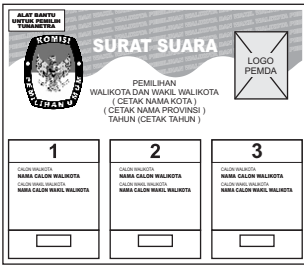 ALAT BANTU
UNTUK PEMILIH
TUNANETRA
KOMISI
PEMILIHAN UMUM
SURAT SUARA
LOGO
PEMDA
PEMILIHAN
WALIKOTA DAN WAKIL WALIKOTA
( CETAK NAMA KOTA )
( CETAK NAMA PROVINSI )
TAHUN (CETAK TAHUN )
1
CALON WALIKOTA
NAMA CALON WALIKOTA
CALON WAKIL WALIKOTA
NAMA CALON WAKIL WALIKOTA
2
CALON WALIKOTA
NAMA CALON WALIKOTA
CALON WAKIL WALIKOTA
NAMA CALON WAKIL WALIKOTA
3
CALON WALIKOTA
NAMA CALON WALIKOTA
CALON WAKIL WALIKOTA
NAMA CALON WAKIL WALIKOTA